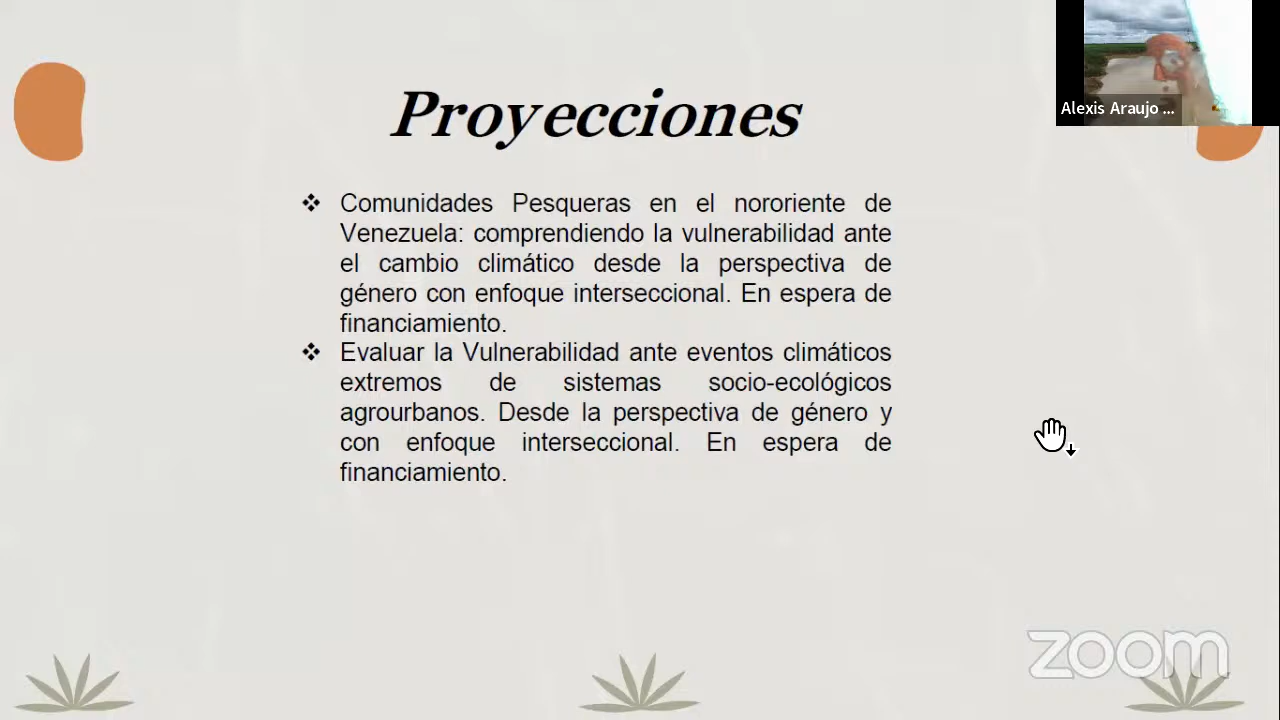 Alexis Araujo ...
Proyecciones
❖ Comunidades Pesqueras en el nororiente de
Venezuela: comprendiendo la vulnerabilidad ante
el cambio climático desde la perspectiva de
género con enfoque interseccional. En espera de
financiamiento.
❖ Evaluar la Vulnerabilidad ante eventos climáticos
extremos de sistemas socio-ecológicos
agrourbanos. Desde la perspectiva de género y
con enfoque interseccional. En espera de
financiamiento.
zoom